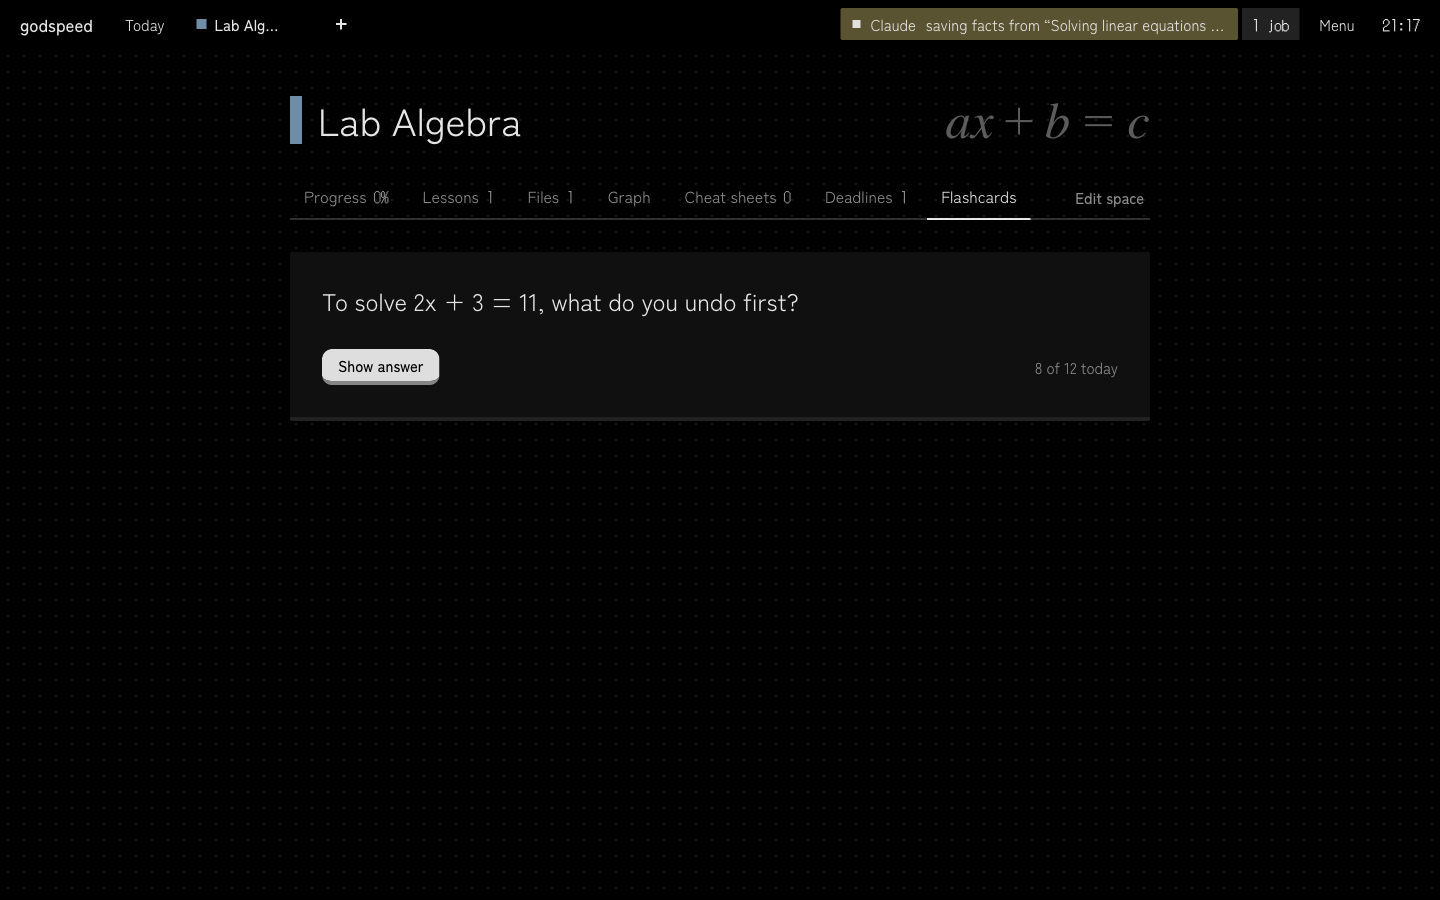 godspeed Today Lab Alg... + Claude saving facts from “Solving linear equations ... 1 job Menu 21:17
Lab Algebra ax + b = c
Progress 0% Lessons 1 Files 1 Graph Cheat sheets 0 Deadlines 1 Flashcards Edit space
To solve 2x + 3 = 11, what do you undo first?
Show answer 8 of 12 today